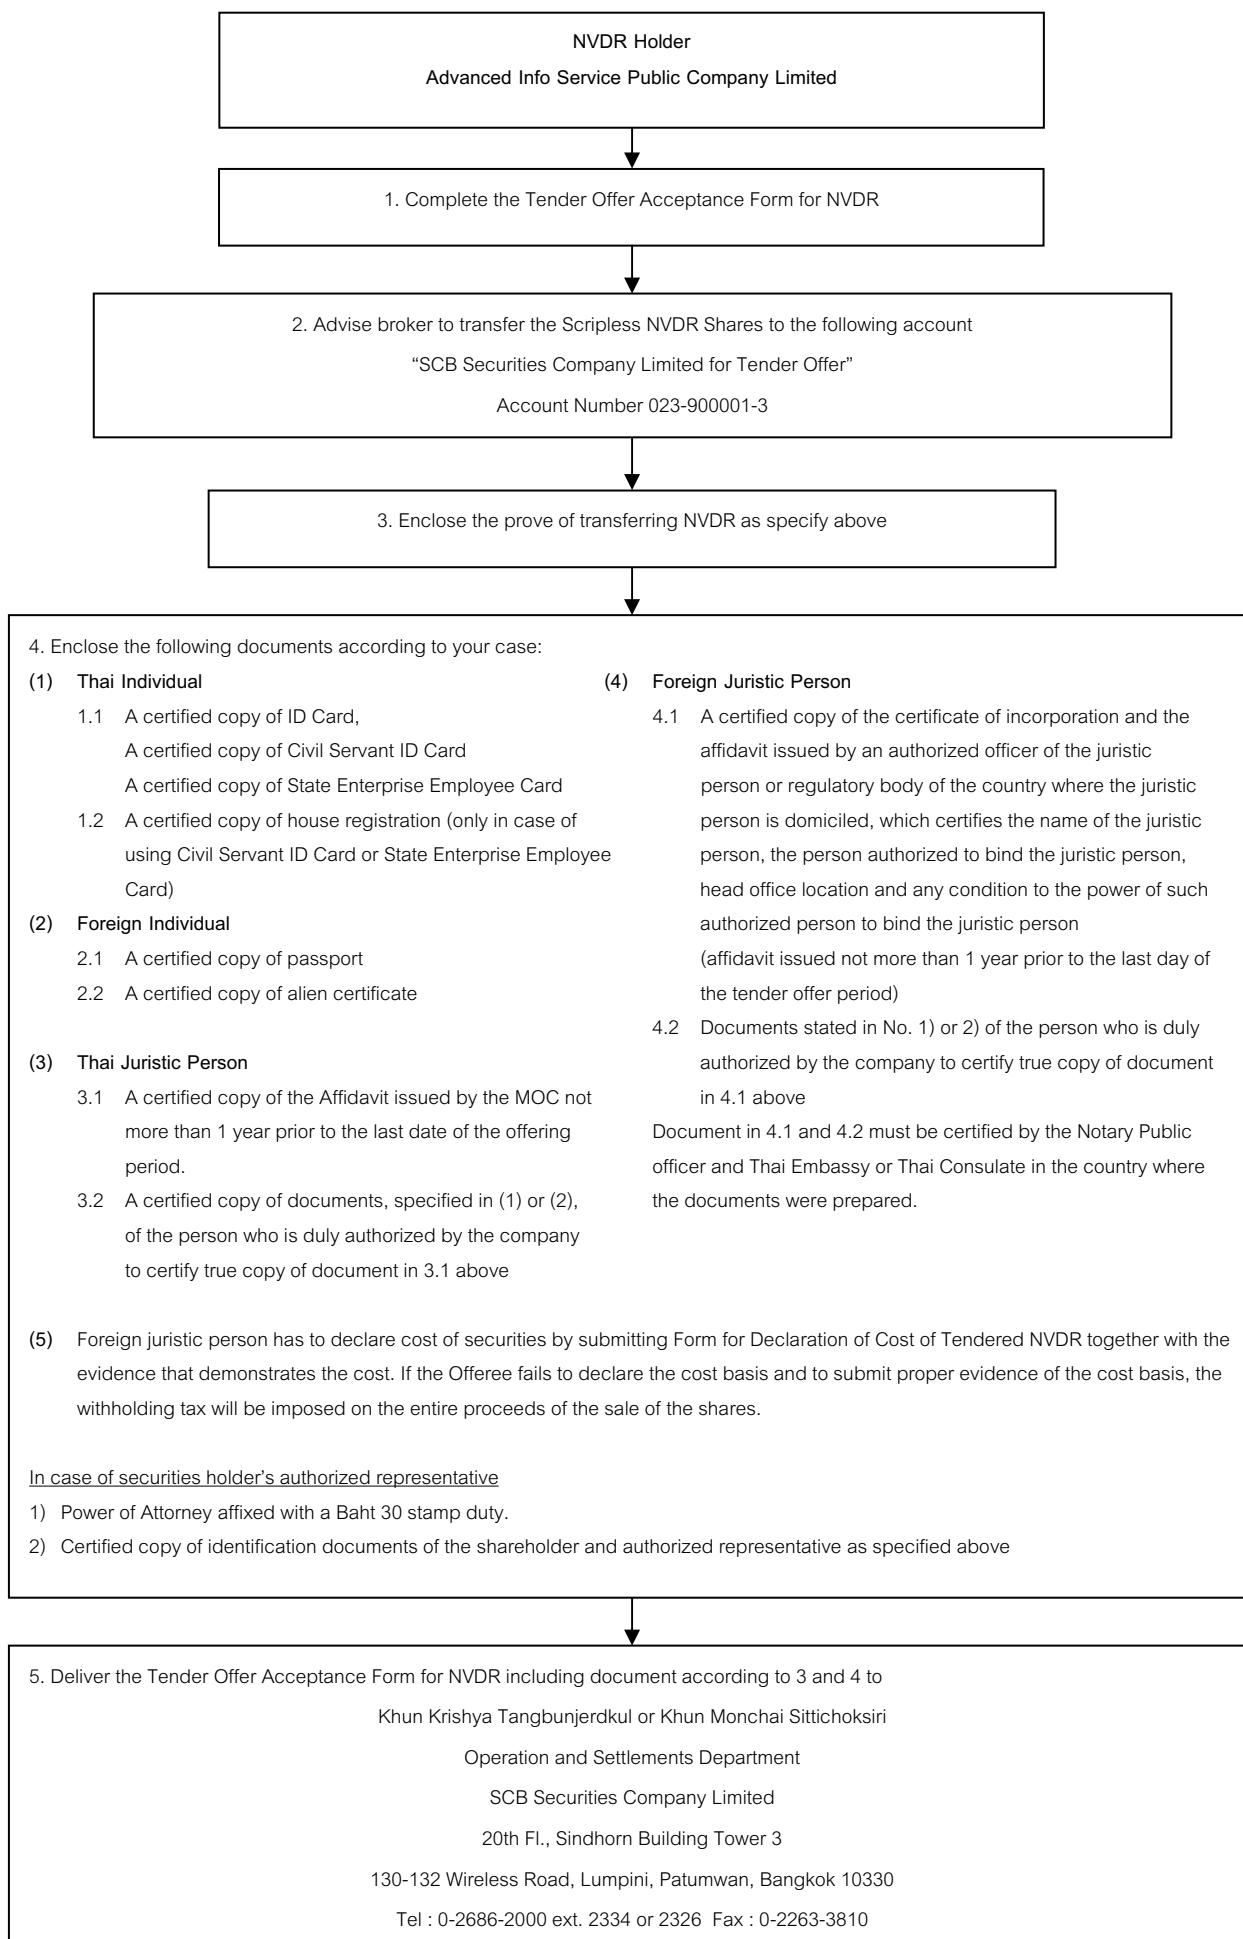 NVDR Holder
Advanced Info Service Public Company Limited
1. Complete the Tender Offer Acceptance Form for NVDR
2. Advise broker to transfer the Scripless NVDR Shares to the following account
“SCB Securities Company Limited for Tender Offer”
Account Number 023-900001-3
3. Enclose the prove of transferring NVDR as specify above
4. Enclose the following documents according to your case:
(1) Thai Individual
1.1 A certified copy of ID Card,
A certified copy of Civil Servant ID Card
A certified copy of State Enterprise Employee Card
1.2 A certified copy of house registration (only in case of
using Civil Servant ID Card or State Enterprise Employee
Card)
(2) Foreign Individual
2.1 A certified copy of passport
2.2 A certified copy of alien certificate
(3) Thai Juristic Person
3.1 A certified copy of the Affidavit issued by the MOC not
more than 1 year prior to the last date of the offering
period.
3.2 A certified copy of documents, specified in (1) or (2),
of the person who is duly authorized by the company
to certify true copy of document in 3.1 above
(4) Foreign Juristic Person
4.1 A certified copy of the certificate of incorporation and the
affidavit issued by an authorized officer of the juristic
person or regulatory body of the country where the juristic
person is domiciled, which certifies the name of the juristic
person, the person authorized to bind the juristic person,
head office location and any condition to the power of such
authorized person to bind the juristic person
(affidavit issued not more than 1 year prior to the last day of
the tender offer period)
4.2 Documents stated in No. 1) or 2) of the person who is duly
authorized by the company to certify true copy of document
in 4.1 above
Document in 4.1 and 4.2 must be certified by the Notary Public
officer and Thai Embassy or Thai Consulate in the country where
the documents were prepared.
(5) Foreign juristic person has to declare cost of securities by submitting Form for Declaration of Cost of Tendered NVDR together with the
evidence that demonstrates the cost. If the Offeree fails to declare the cost basis and to submit proper evidence of the cost basis, the
withholding tax will be imposed on the entire proceeds of the sale of the shares.
In case of securities holder’s authorized representative
1) Power of Attorney affixed with a Baht 30 stamp duty.
2) Certified copy of identification documents of the shareholder and authorized representative as specified above
5. Deliver the Tender Offer Acceptance Form for NVDR including document according to 3 and 4 to
Khun Krishya Tangbunjerdkul or Khun Monchai Sittichoksiri
Operation and Settlements Department
SCB Securities Company Limited
20th Fl., Sindhorn Building Tower 3
130-132 Wireless Road, Lumpini, Patumwan, Bangkok 10330
Tel : 0-2686-2000 ext. 2334 or 2326 Fax : 0-2263-3810